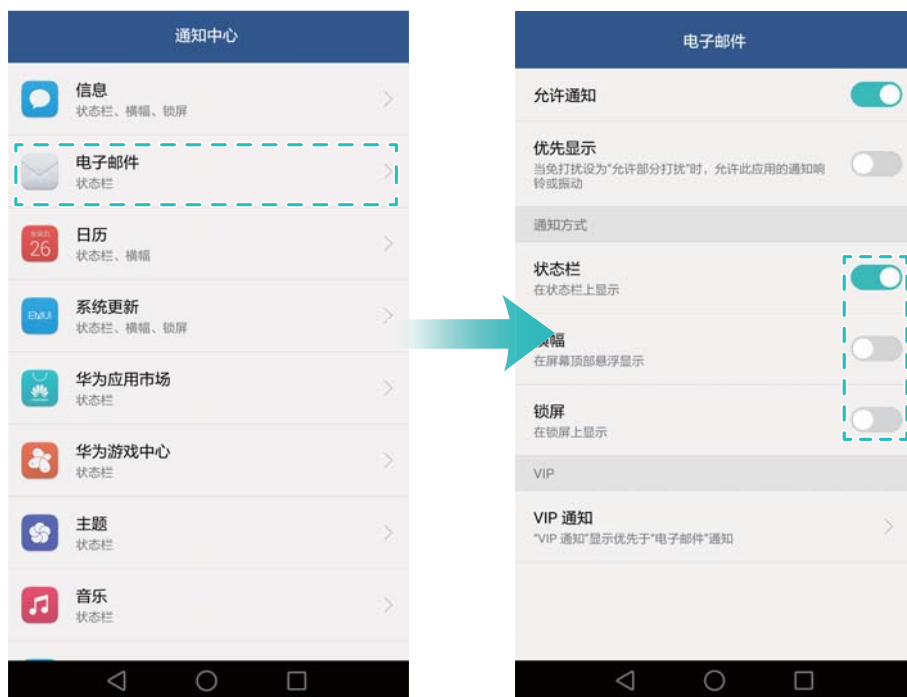 通知中心
信息
状态栏、横幅、锁屏
电子邮件
状态栏
日历
26
状态栏、横幅
EMUI
系统更新
状态栏、横幅、锁屏
华为应用市场
状态栏
华为游戏中心
状态栏
主题
状态栏
音乐
状态栏
电子邮件
允许通知
优先显示
当免打扰设为“允许部分打扰”时，允许此应用的通知响
铃或振动
通知方式
状态栏
在状态栏上显示
幅
在屏幕顶部悬浮显示
锁屏
在锁屏上显示
VIP
VIP 通知
“VIP 通知”显示优先于“电子邮件”通知